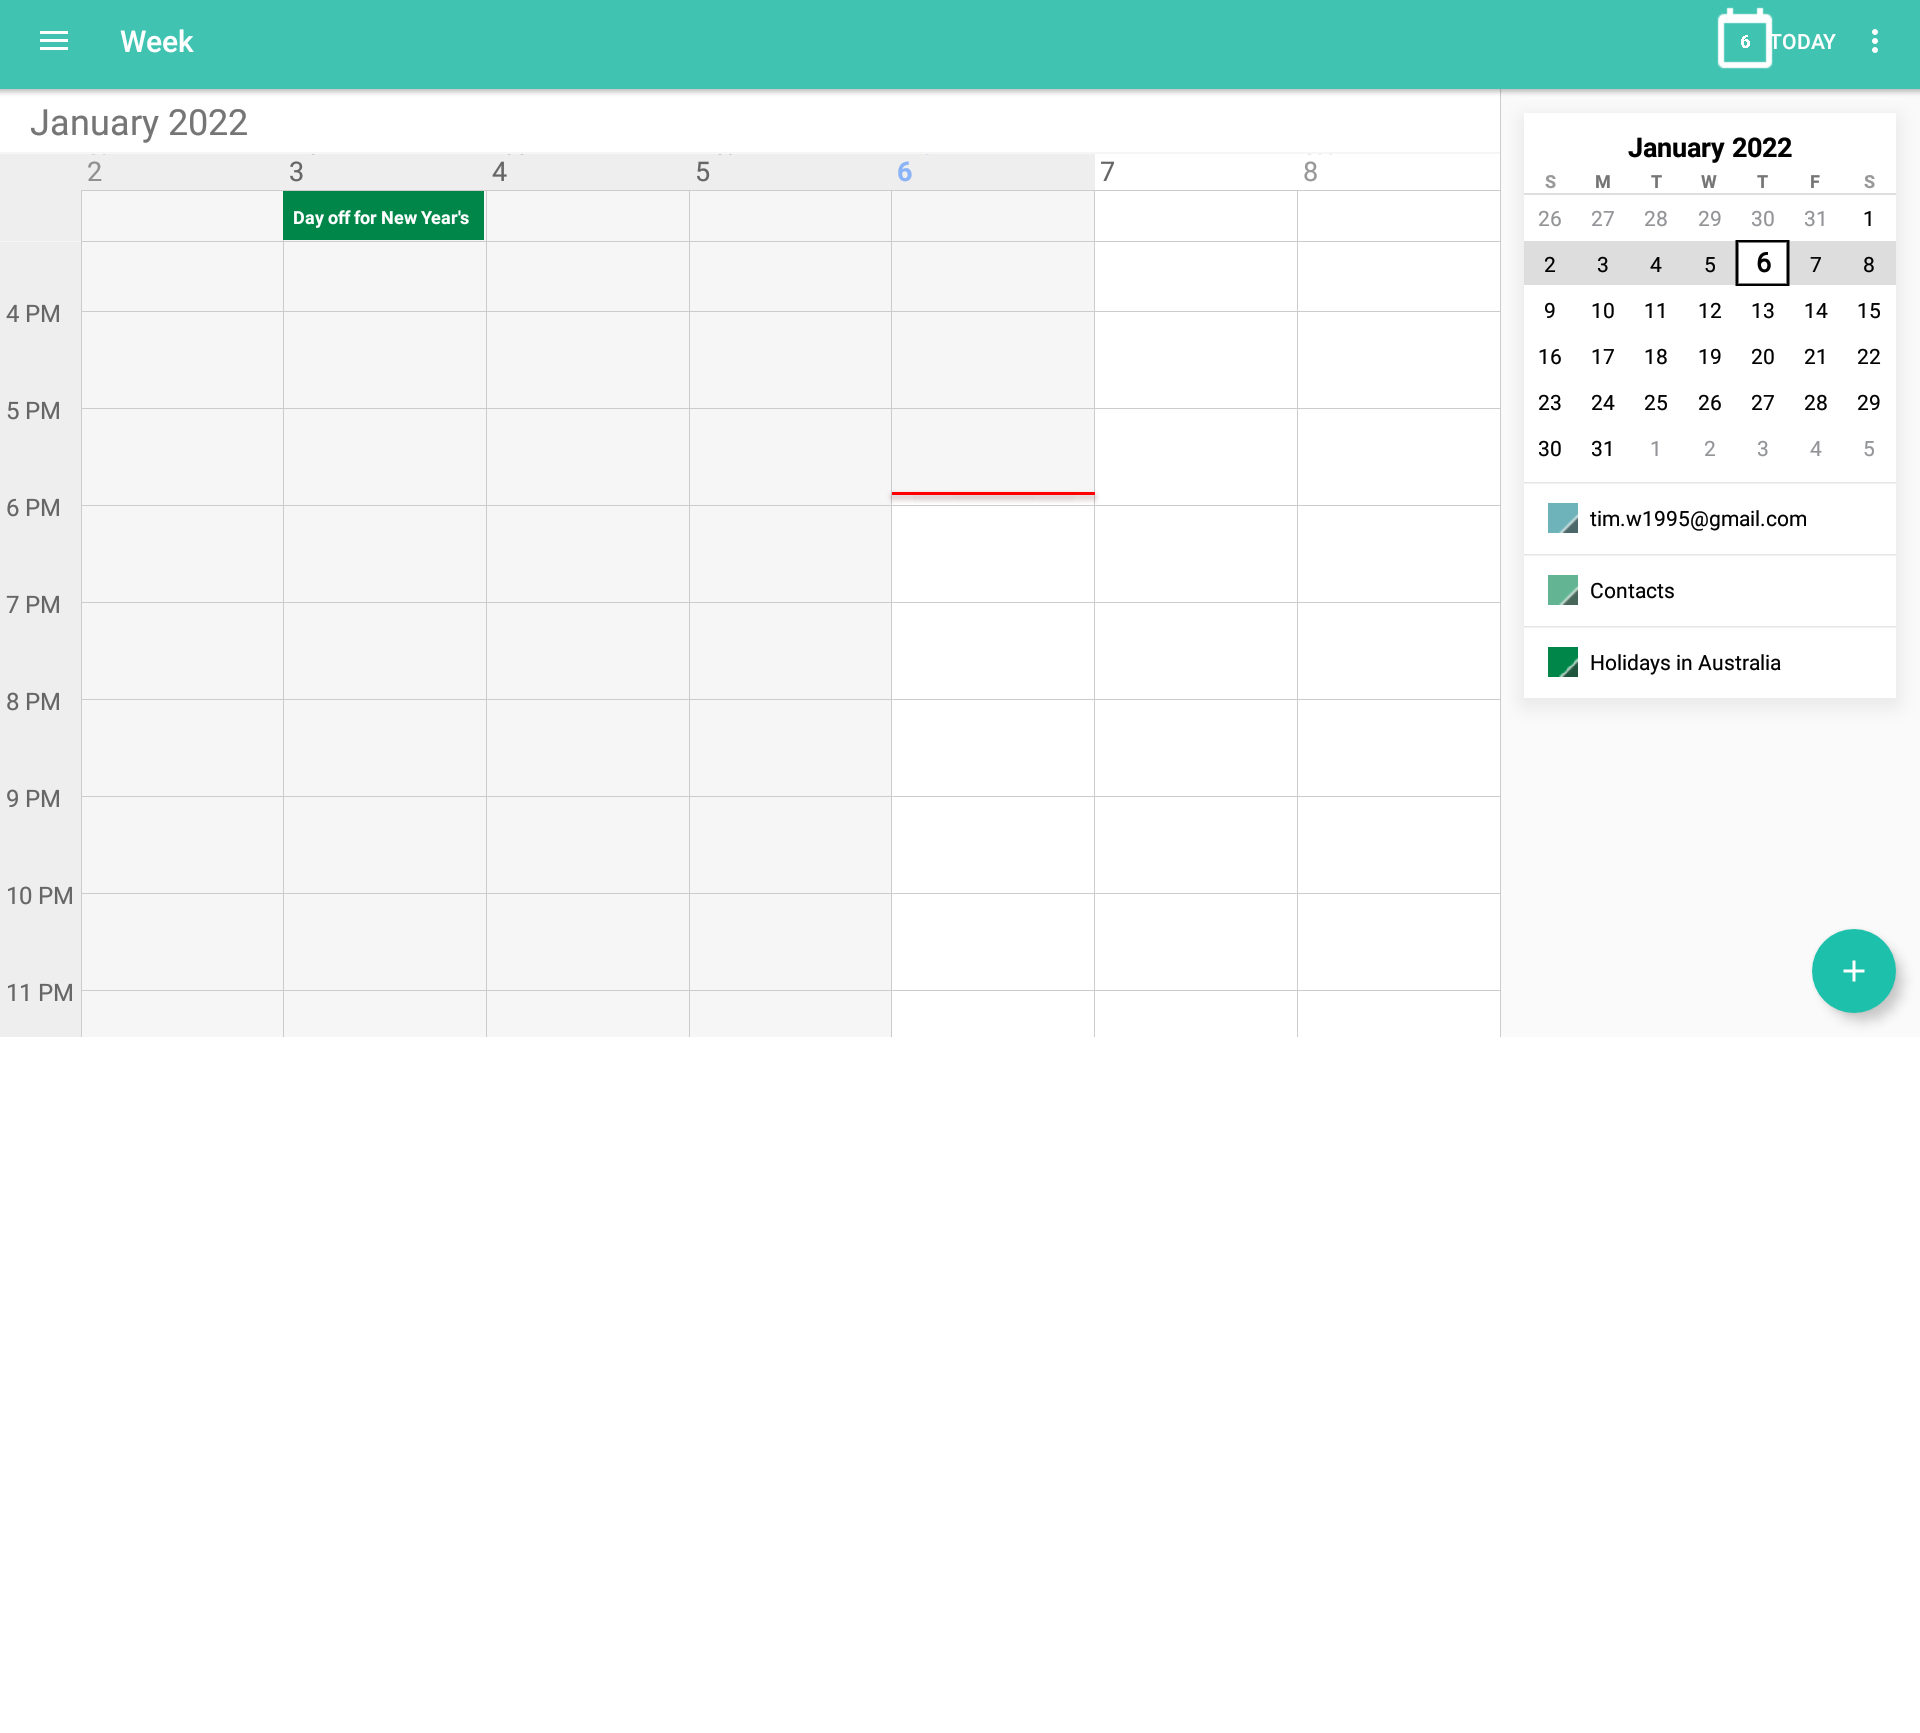 Week
6 TODAY
January 2022
2 3 4 5 6 7 8
Day off for New Year's
4 PM
5 PM
6 PM
7 PM
8 PM
9 PM
10 PM
11 PM
January 2022
S M T W T F S
26 27 28 29 30 31 1
2 3 4 5 6 7 8
9 10 11 12 13 14 15
16 17 18 19 20 21 22
23 24 25 26 27 28 29
30 31 1 2 3 4 5
tim.w1995@gmail.com
Contacts
Holidays in Australia